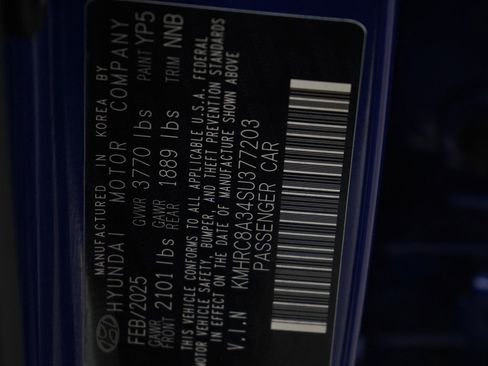 MANUFACTURED IN KOREA BY
HYUNDAI MOTOR COMPANY
FEB/2025 GVWR 3770 lbs PAINT YP5
GAWR FRONT 2101 lbs GAWR REAR 1889 lbs TRIM NNB
THIS VEHICLE CONFORMS TO ALL APPLICABLE U.S.A. FEDERAL
MOTOR VEHICLE SAFETY, BUMPER, AND THEFT PREVENTION STANDARDS
IN EFFECT ON THE DATE OF MANUFACTURE SHOWN ABOVE
V.I.N KMHRC8A34SU377203
PASSENGER CAR